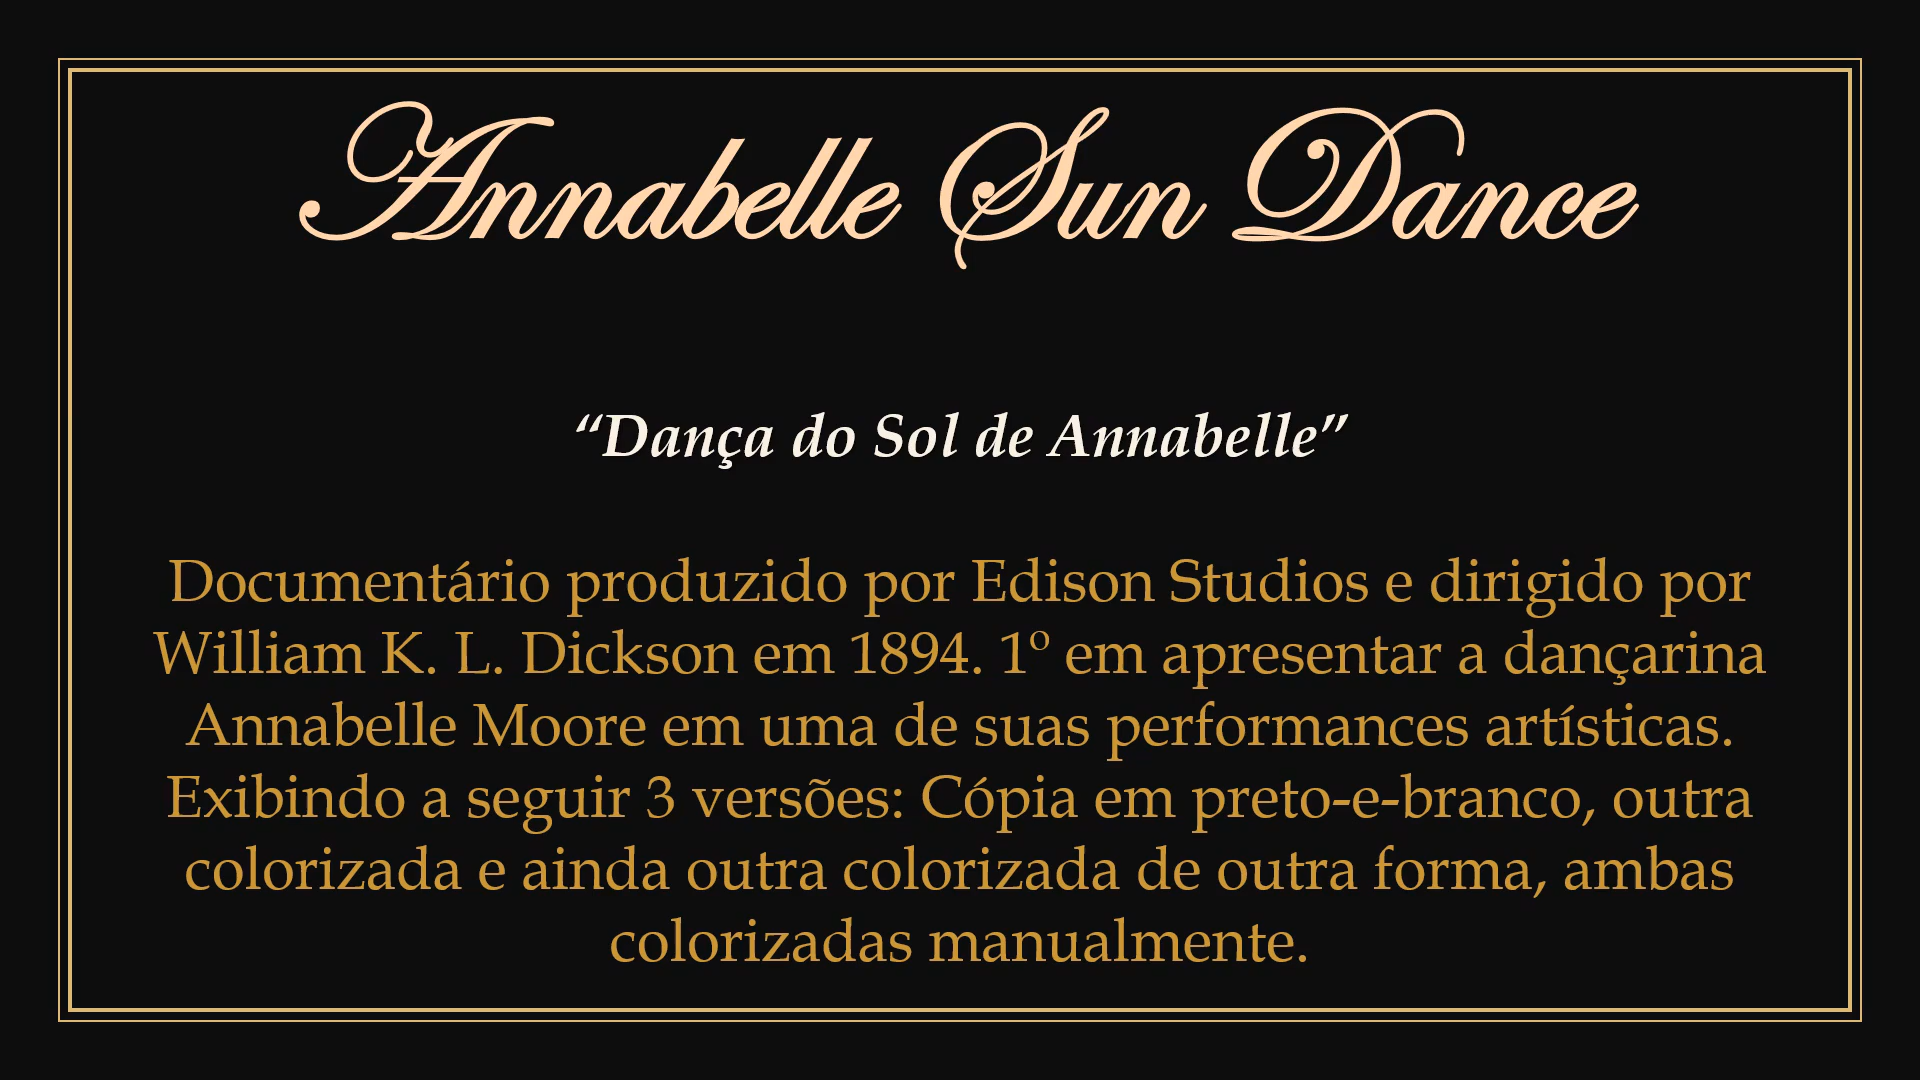 Annabelle Sun Dance
“Dança do Sol de Annabelle”
Documentário produzido por Edison Studios e dirigido por
William K. L. Dickson em 1894. 1º em apresentar a dançarina
Annabelle Moore em uma de suas performances artísticas.
Exibindo a seguir 3 versões: Cópia em preto-e-branco, outra
colorizada e ainda outra colorizada de outra forma, ambas
colorizadas manualmente.